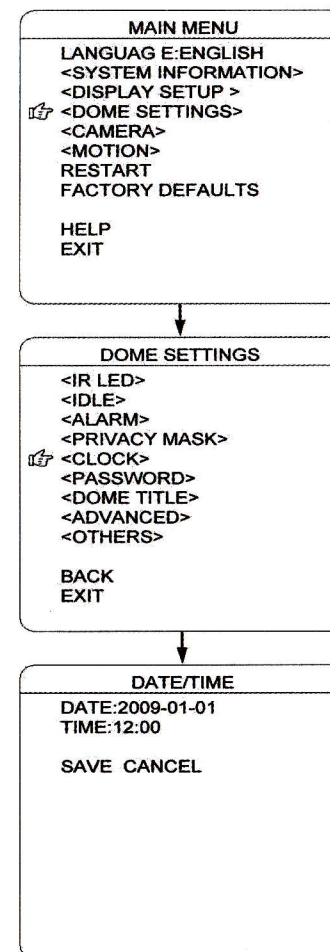 MAIN MENU
LANGUAG E:ENGLISH
<SYSTEM INFORMATION>
<DISPLAY SETUP >
<DOME SETTINGS>
<CAMERA>
<MOTION>
RESTART
FACTORY DEFAULTS
HELP
EXIT
DOME SETTINGS
<IR LED>
<IDLE>
<ALARM>
<PRIVACY MASK>
<CLOCK>
<PASSWORD>
<DOME TITLE>
<ADVANCED>
<OTHERS>
BACK
EXIT
DATE/TIME
DATE:2009-01-01
TIME:12:00
SAVE CANCEL